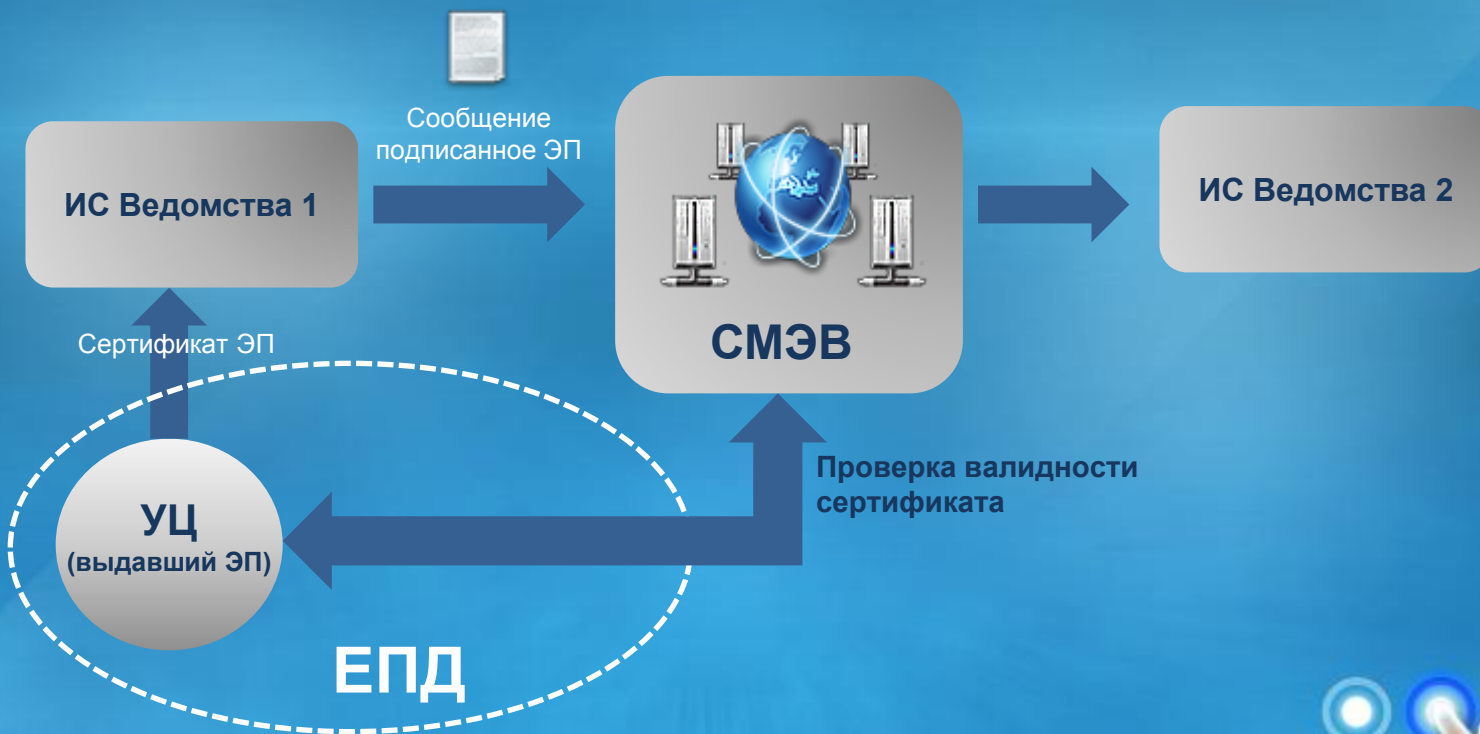 Сообщение
подписанное ЭП
ИС Ведомства 1
ИС Ведомства 2
СМЭВ
Сертификат ЭП
Проверка валидности
сертификата
УЦ
(выдавший ЭП)
ЕПД